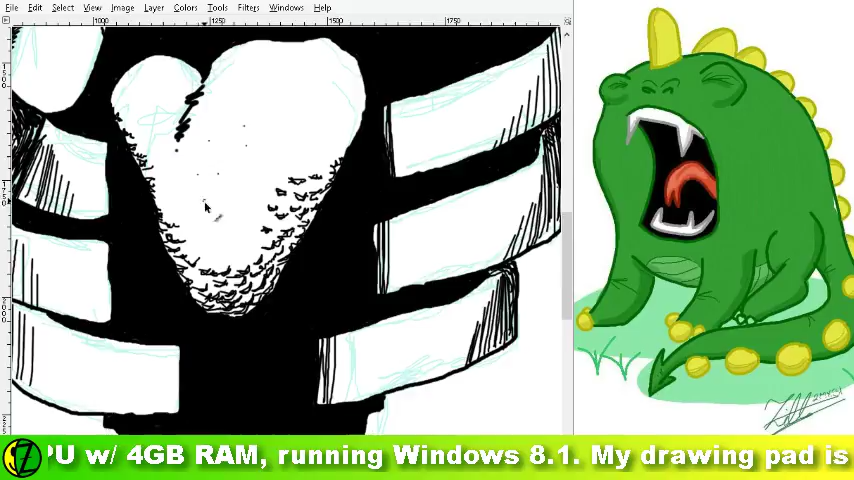 File Edit Select View Image Layer Colors Tools Filters Windows Help
1000 1250 1500 1750
PU w/ 4GB RAM, running Windows 8.1. My drawing pad is